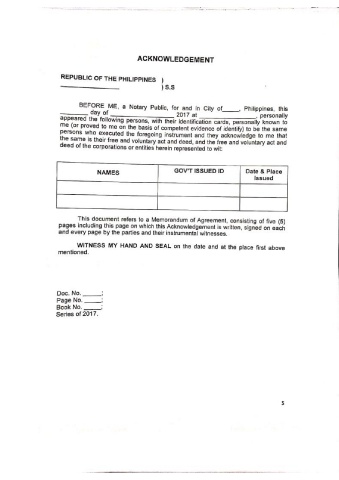 ACKNOWLEDGEMENT
REPUBLIC OF THE PHILIPPINES )
_______________ ) S.S
BEFORE ME, a Notary Public, for and in City of_____, Philippines, this
________ day of _________________ 2017 at _______________, personally
appeared the following persons, with their identification cards, personally known to
me (or proved to me on the basis of competent evidence of identity) to be the same
persons who executed the foregoing instrument and they acknowledge to me that
the same is their free and voluntary act and deed, and the free and voluntary act and
deed of the corporations or entities herein represented to wit:
NAMES GOV'T ISSUED ID Date & Place
Issued
This document refers to a Memorandum of Agreement, consisting of five (5)
pages including this page on which this Acknowledgement is written, signed on each
and every page by the parties and their instrumental witnesses.
WITNESS MY HAND AND SEAL on the date and at the place first above
mentioned.
Doc. No. _____;
Page No. _____;
Book No. _____;
Series of 2017.
5